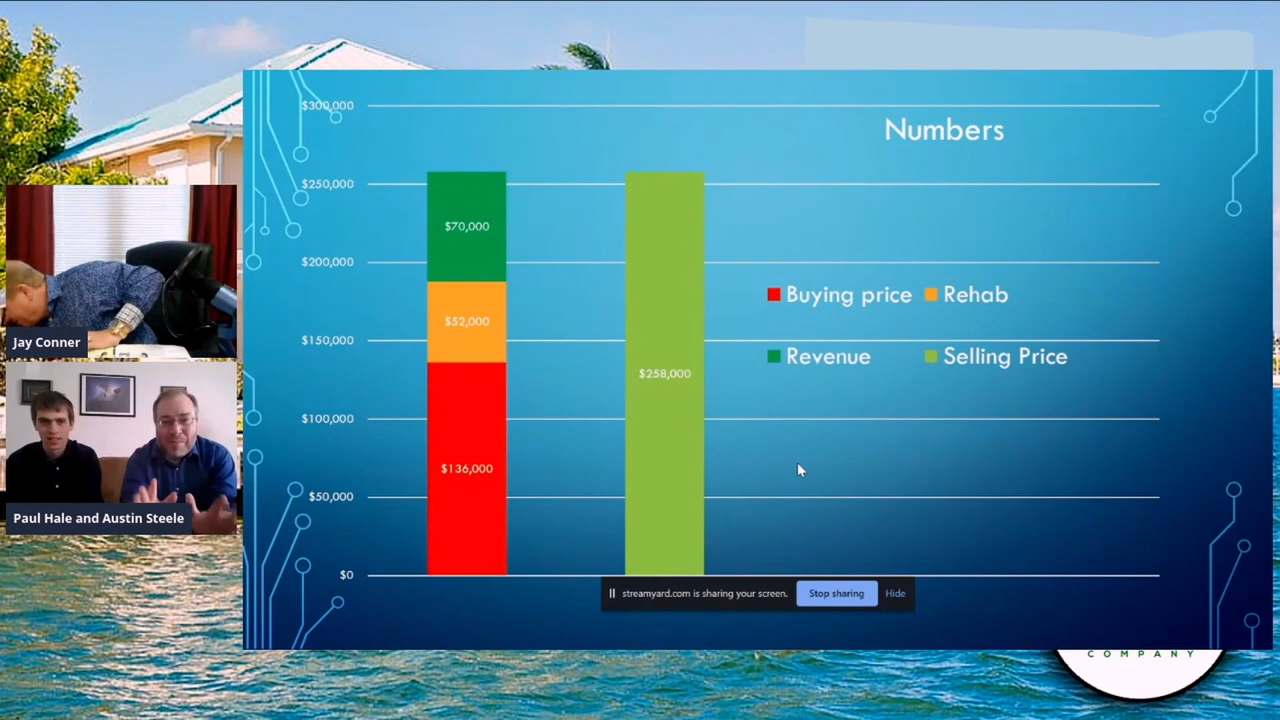 Numbers
$300,000
$250,000
$200,000
$150,000
$100,000
$50,000
$0
$70,000
$52,000
$136,000
$258,000
Buying price
Rehab
Revenue
Selling Price
Jay Conner
Paul Hale and Austin Steele
streamyard.com is sharing your screen.
Stop sharing
Hide
COMPANY